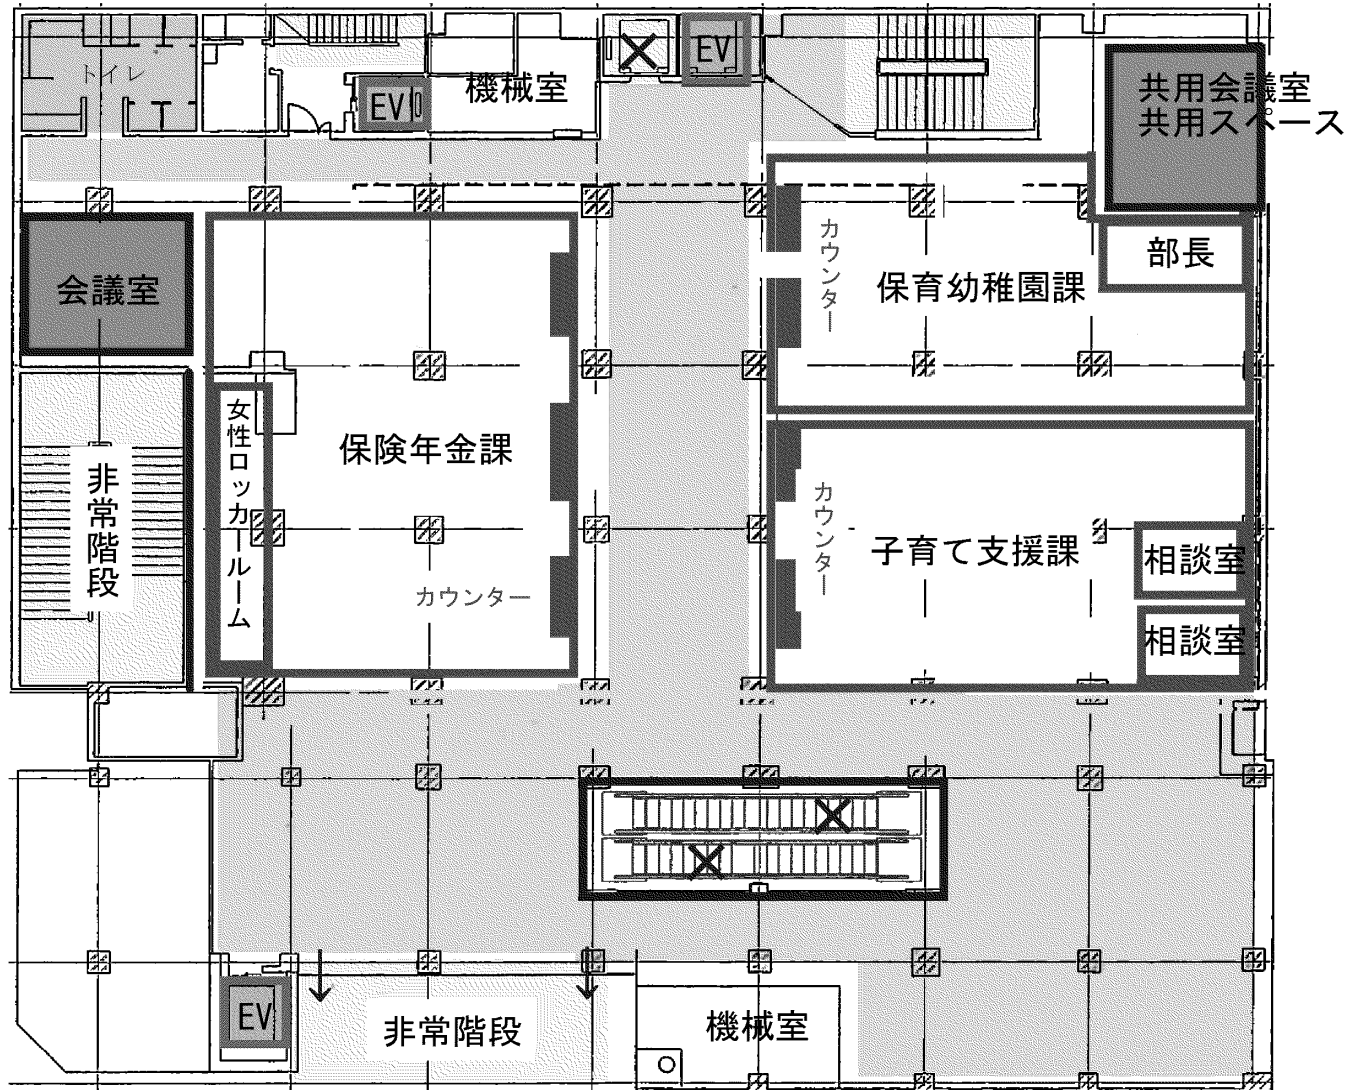 トイレ
EV
機械室
EV
共用会議室
共用スペース
会議室
カウンター
保育幼稚園課
部長
女性ロッカールーム
保険年金課
カウンター
非常階段
カウンター
子育て支援課
相談室
相談室
EV
非常階段
機械室